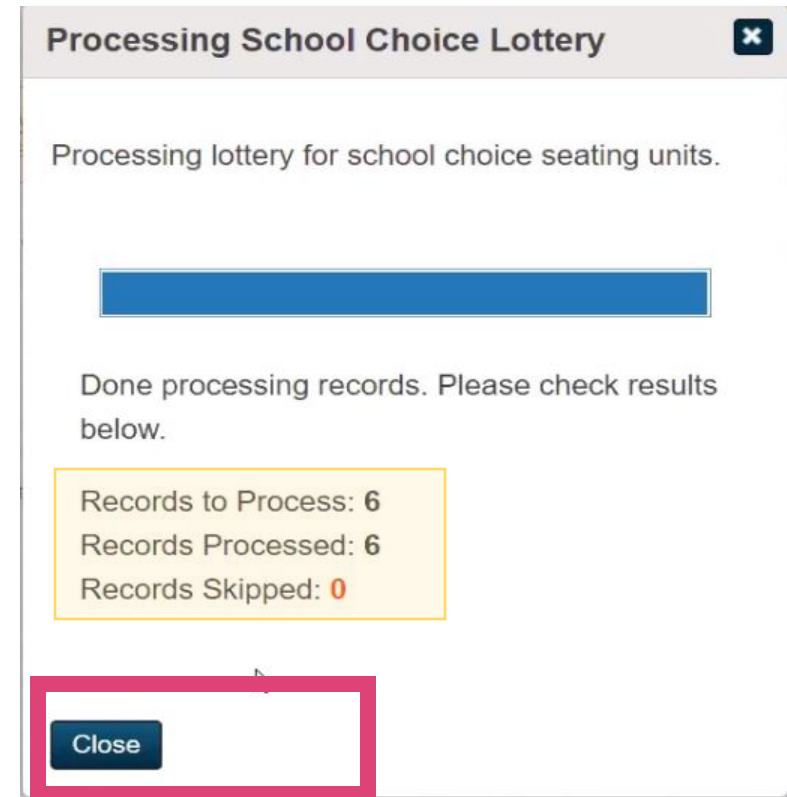 Processing School Choice Lottery
Processing lottery for school choice seating units.
Done processing records. Please check results
below.
Records to Process: 6
Records Processed: 6
Records Skipped: 0
Close